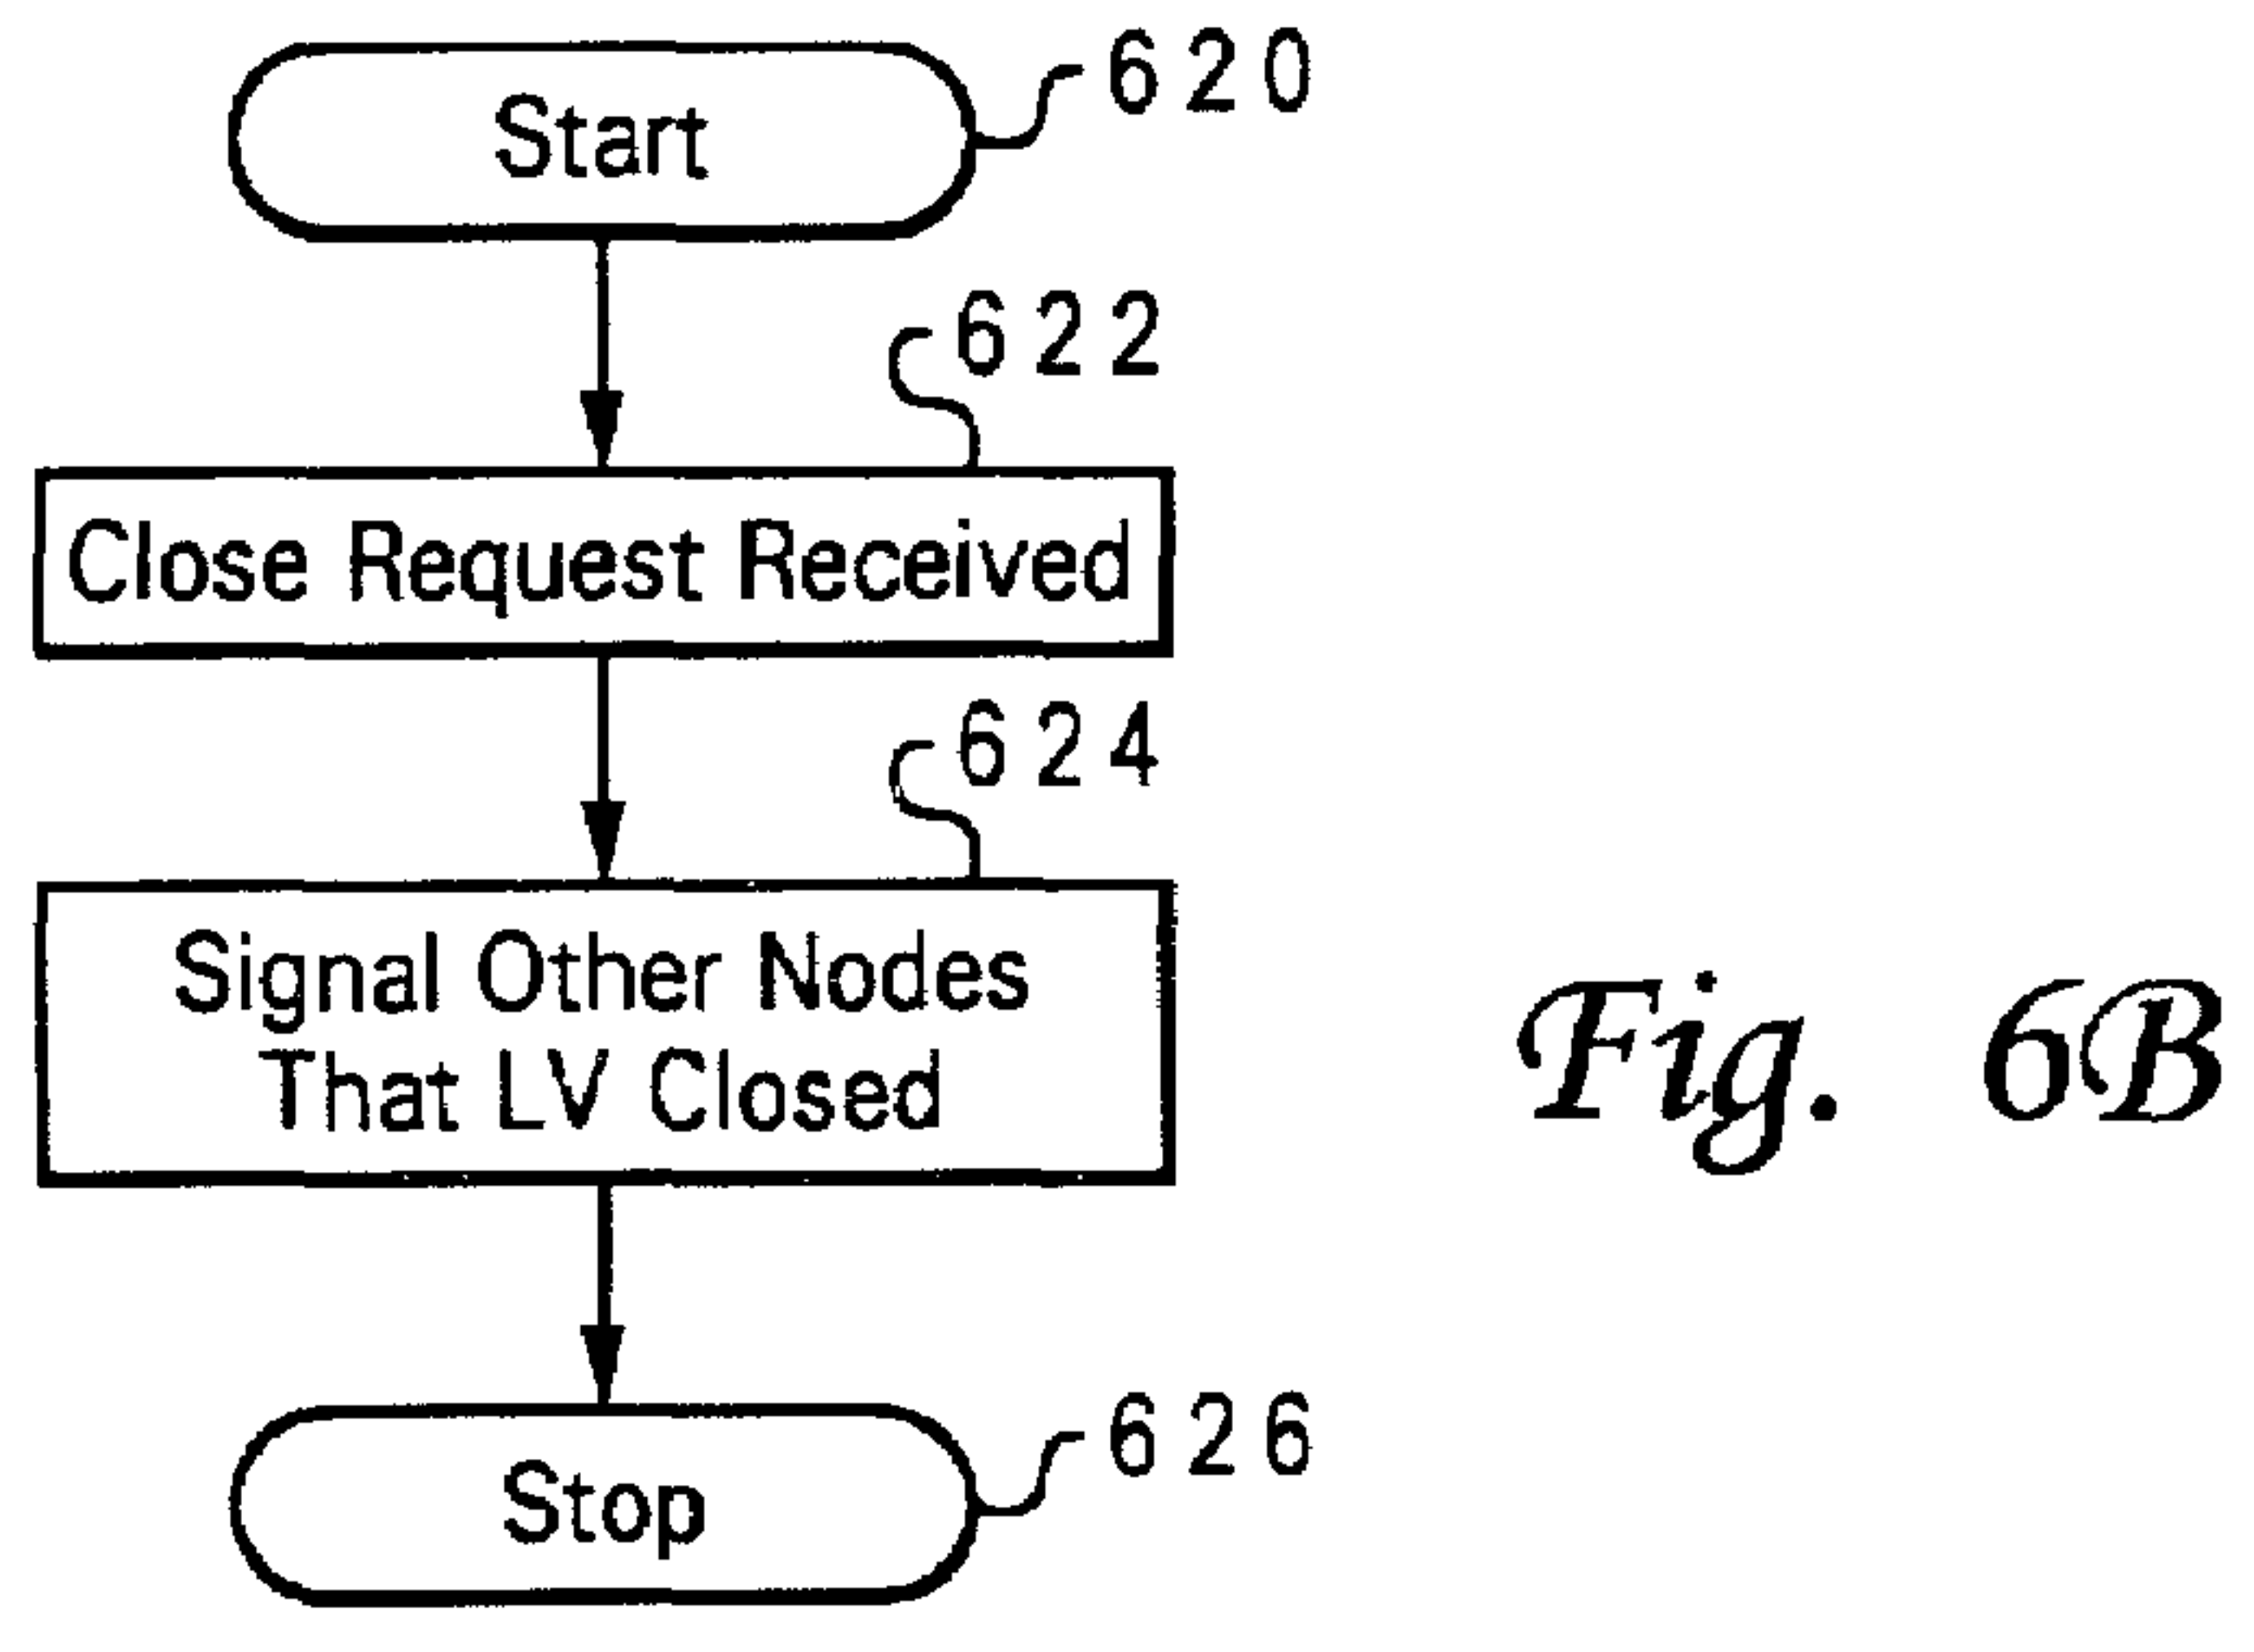 Start
620
622
Close Request Received
624
Signal Other Nodes
That LV Closed
Fig. 6B
626
Stop